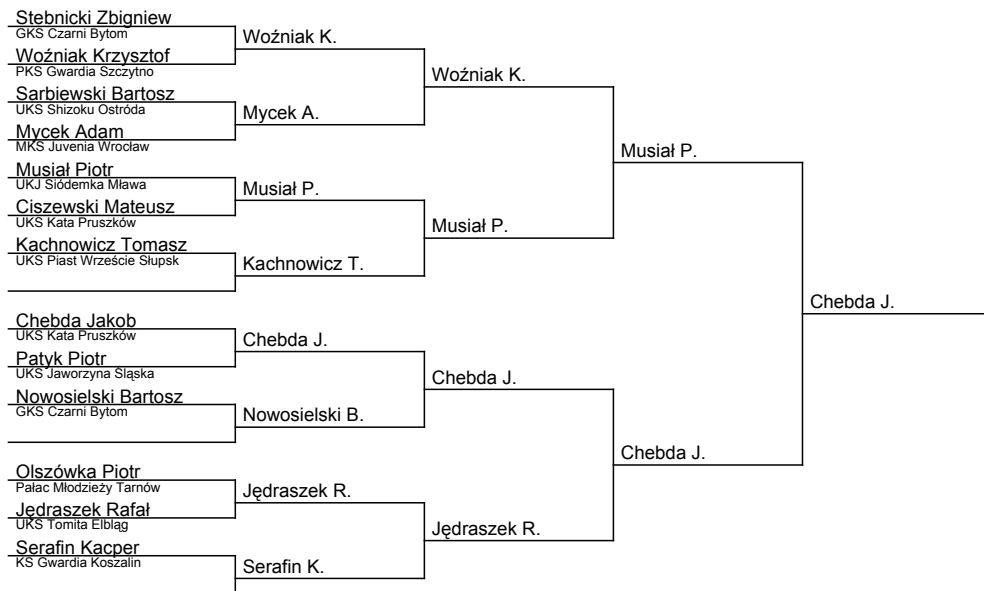 Stebnicki Zbigniew
GKS Czarni Bytom
Woźniak Krzysztof
PKS Gwardia Szczytno
Sarbiewski Bartosz
UKS Shizoku Ostróda
Mycek Adam
MKS Juvenia Wrocław
Musiał Piotr
UKJ Siódemka Mława
Ciszewski Mateusz
UKS Kata Pruszków
Kachnowicz Tomasz
UKS Piast Wrzeście Słupsk
Chebda Jakob
UKS Kata Pruszków
Patyk Piotr
UKS Jaworzyna Śląska
Nowosielski Bartosz
GKS Czarni Bytom
Olszówka Piotr
Pałac Młodzieży Tarnów
Jędraszek Rafał
UKS Tomita Elbląg
Serafin Kacper
KS Gwardia Koszalin
Woźniak K.
Mycek A.
Musiał P.
Kachnowicz T.
Chebda J.
Nowosielski B.
Jędraszek R.
Serafin K.
Woźniak K.
Musiał P.
Chebda J.
Jędraszek R.
Musiał P.
Chebda J.
Chebda J.